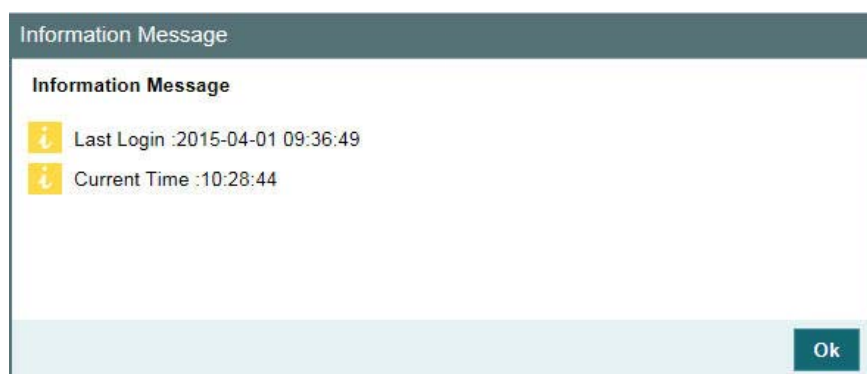 Information Message
Information Message
i Last Login :2015-04-01 09:36:49
i Current Time :10:28:44
Ok